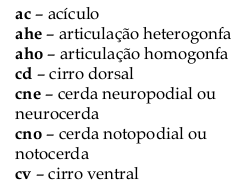 ac – acículo
ahe – articulação heterogonfa
aho – articulação homogonfa
cd – cirro dorsal
cne – cerda neuropodial ou
neurocerda
cno – cerda notopodial ou
notocerda
cv – cirro ventral